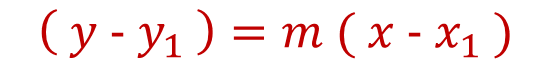 ( y - y₁ ) = m ( x - x₁ )